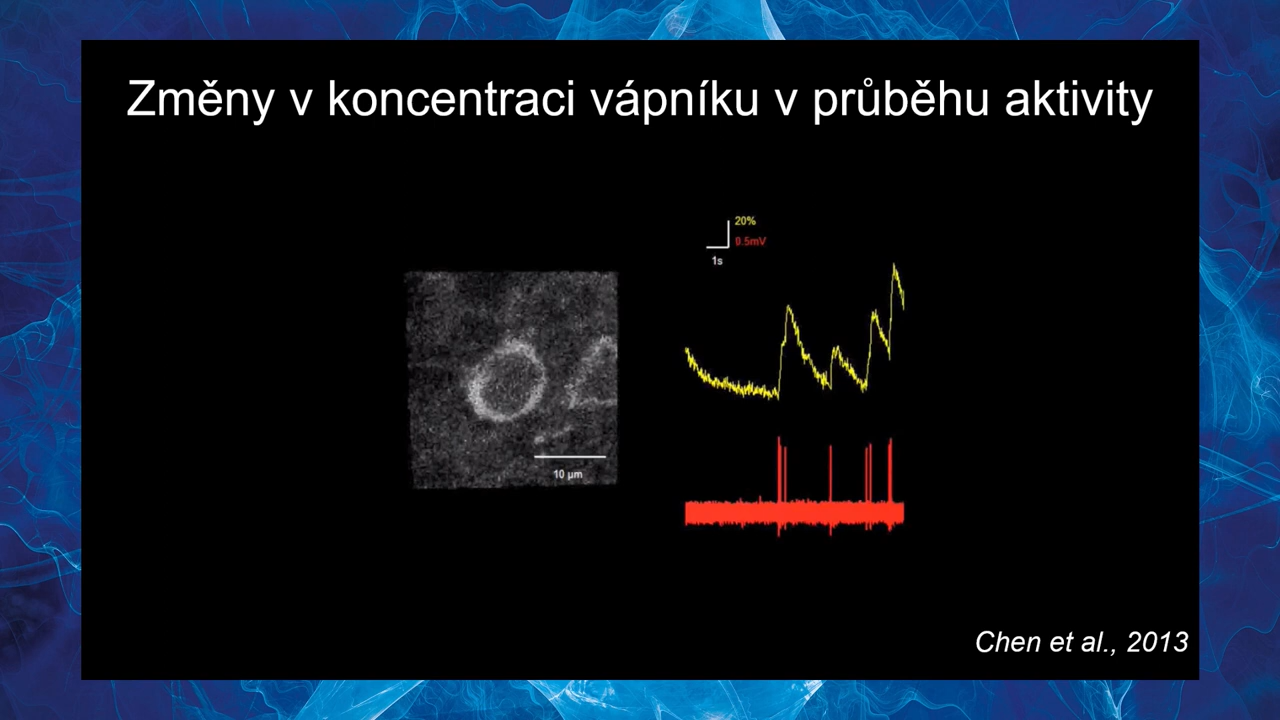 Změny v koncentraci vápníku v průběhu aktivity
20%
0.5mV
1s
10 µm
Chen et al., 2013